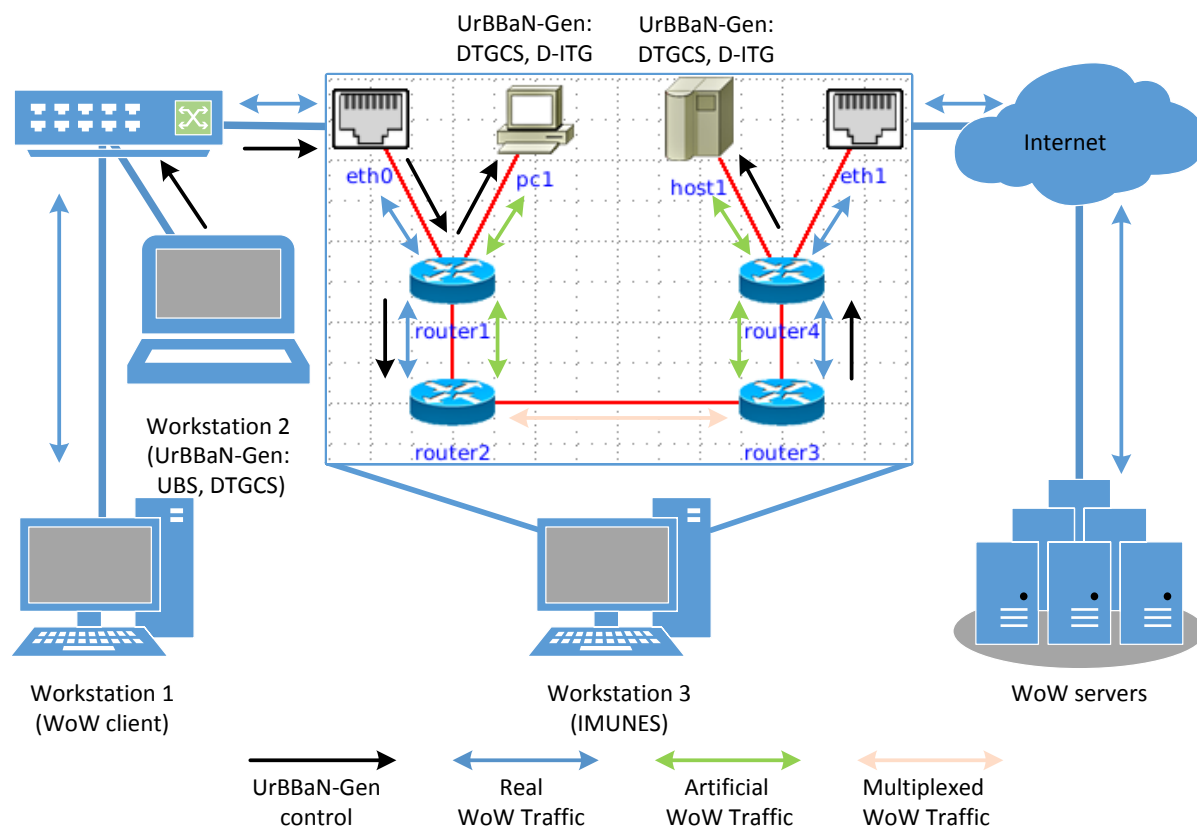 UrBBaN-Gen:
DTGCS, D-ITG
UrBBaN-Gen:
DTGCS, D-ITG
Internet
eth0
pc1
host1
eth1
router1
router4
router2
router3
Workstation 2
(UrBBaN-Gen:
UBS, DTGCS)
Workstation 1
(WoW client)
Workstation 3
(IMUNES)
WoW servers
UrBBaN-Gen
control
Real
WoW Traffic
Artificial
WoW Traffic
Multiplexed
WoW Traffic